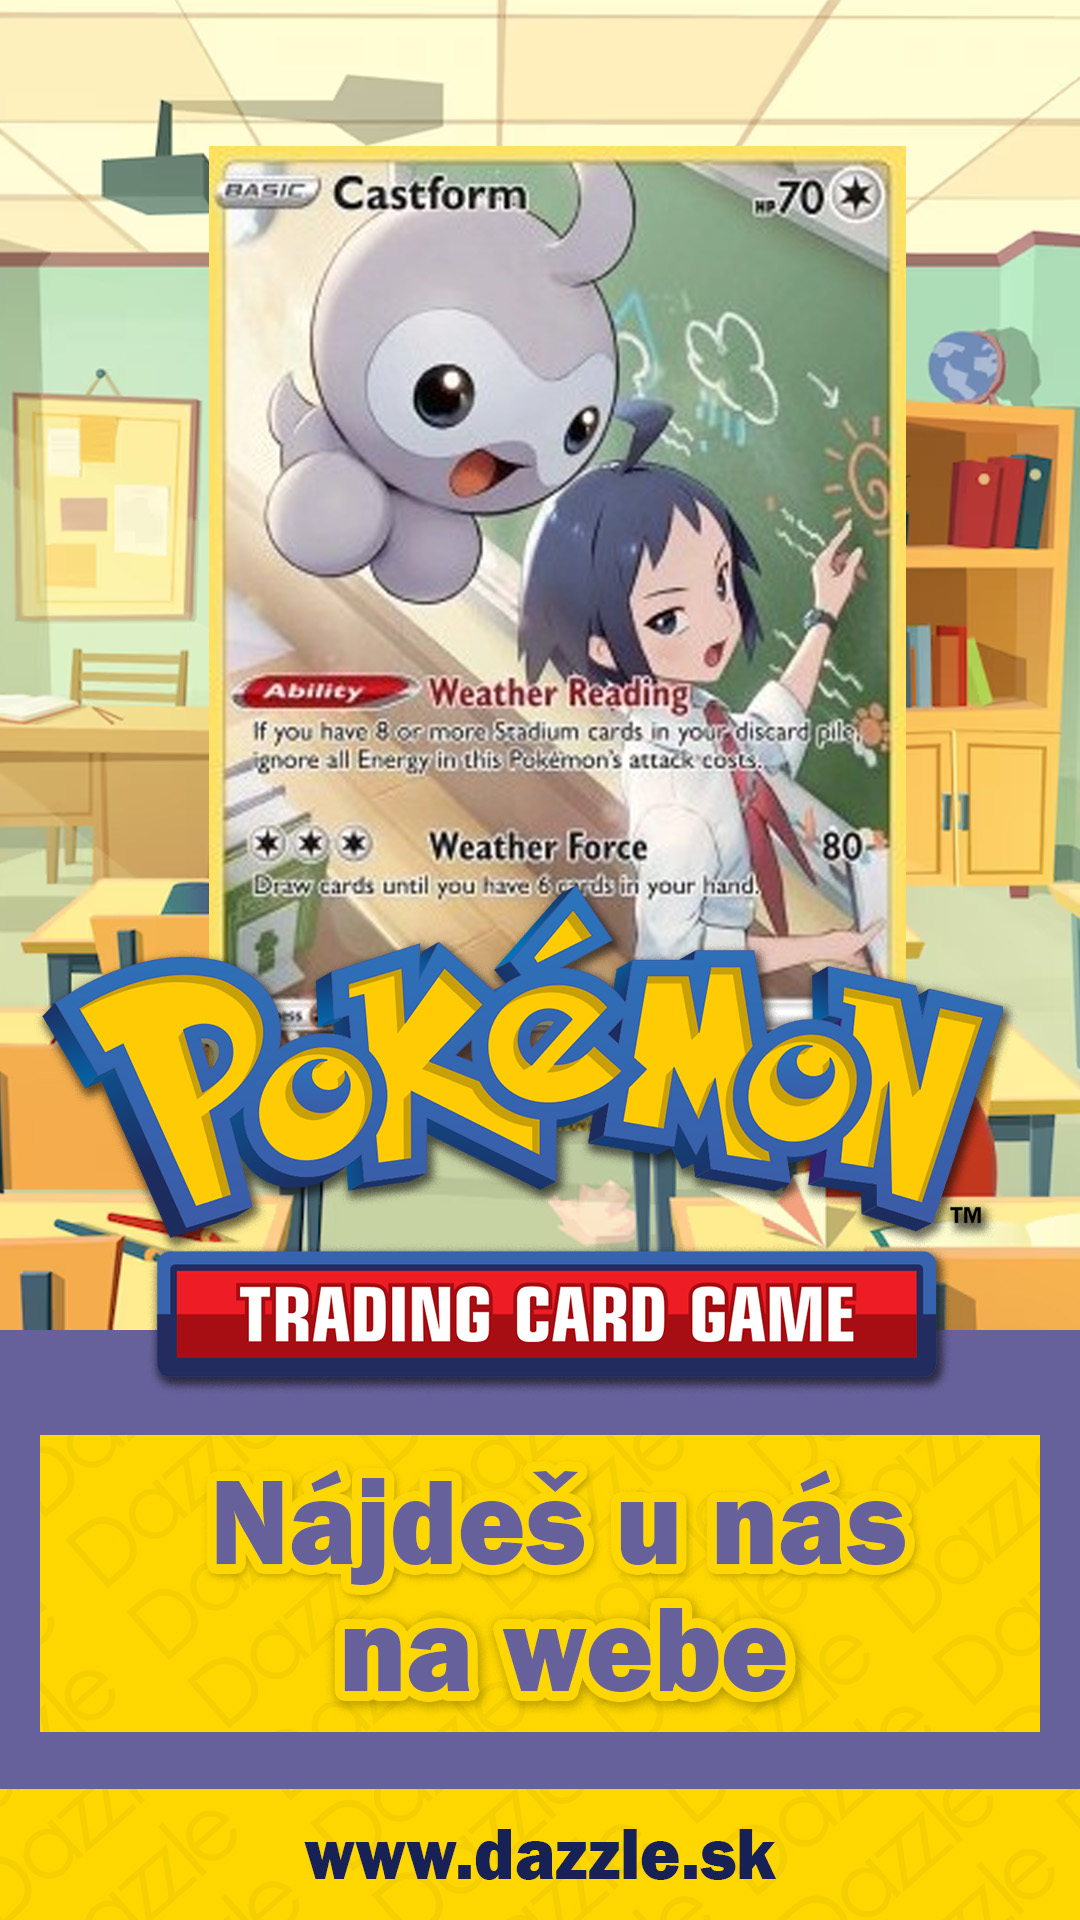 BASIC Castform HP 70
Ability Weather Reading
If you have 8 or more Stadium cards in your discard pile,
ignore all Energy in this Pokémon's attack costs.
Weather Force 80
Draw cards until you have 6 cards in your hand.
POKéMON
TM
TRADING CARD GAME
Nájdeš u nás
na webe
www.dazzle.sk